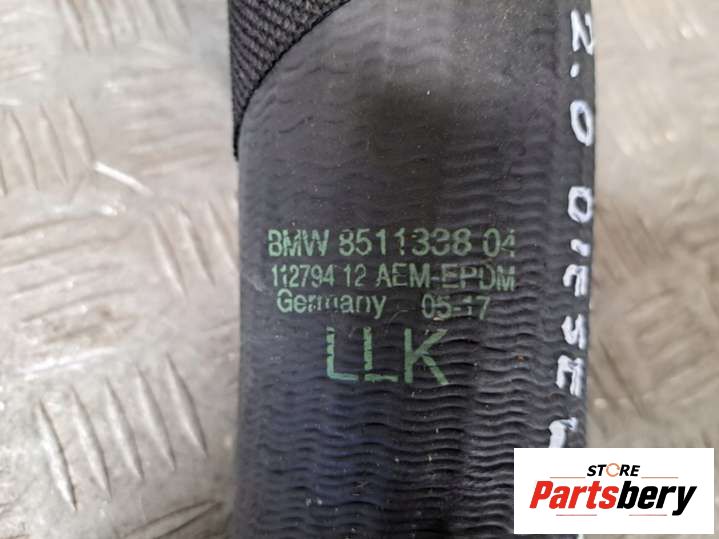 BMW 8511338 04
112794 12 AEM-EPDM
Germany 05-17
LLK
2.0 DIESEL
STORE
Partsbery